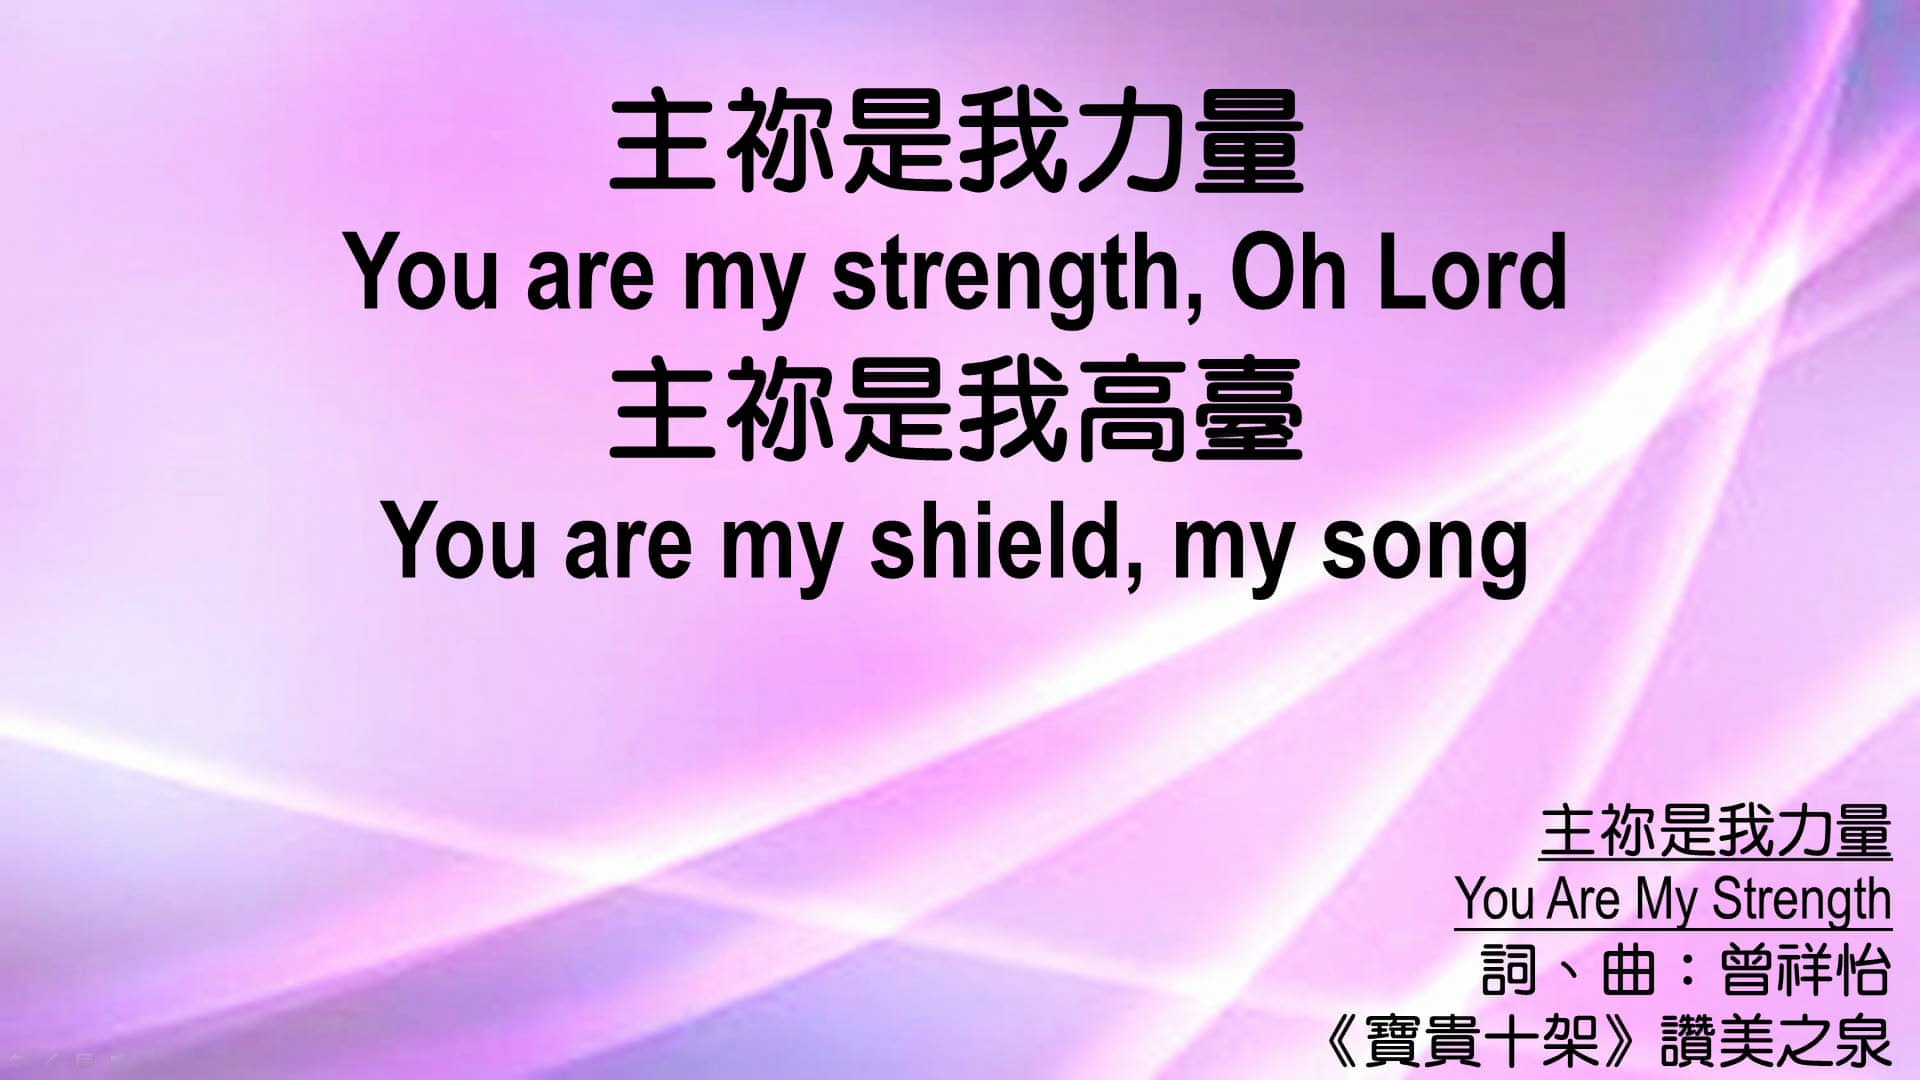 主祢是我力量
You are my strength, Oh Lord
主祢是我高臺
You are my shield, my song
主祢是我力量
You Are My Strength
詞、曲：曾祥怡
《寶貴十架》讚美之泉